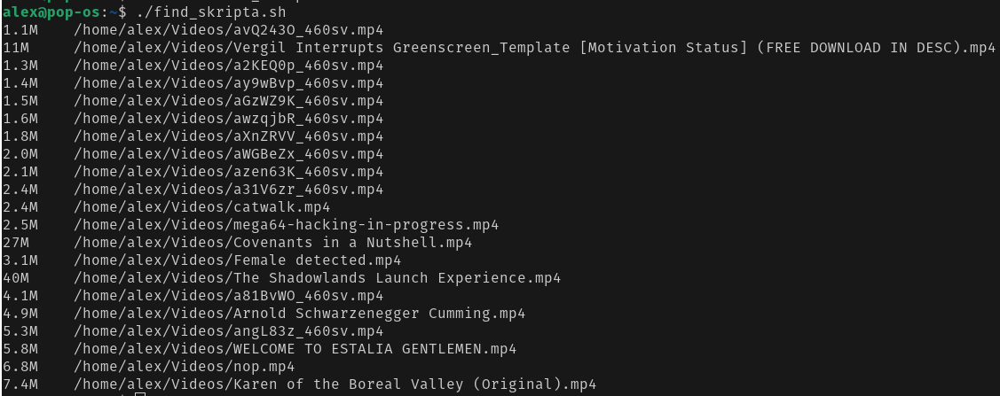 alex@pop-os:~$ ./find_skripta.sh
1.1M /home/alex/Videos/avQ243O_460sv.mp4
11M /home/alex/Videos/Vergil Interrupts Greenscreen_Template [Motivation Status] (FREE DOWNLOAD IN DESC).mp4
1.3M /home/alex/Videos/a2KEQ0p_460sv.mp4
1.4M /home/alex/Videos/ay9wBvp_460sv.mp4
1.5M /home/alex/Videos/aGzWZ9K_460sv.mp4
1.6M /home/alex/Videos/awzqjbR_460sv.mp4
1.8M /home/alex/Videos/aXnZRVV_460sv.mp4
2.0M /home/alex/Videos/aWGBeZx_460sv.mp4
2.1M /home/alex/Videos/azen63K_460sv.mp4
2.4M /home/alex/Videos/a31V6zr_460sv.mp4
2.4M /home/alex/Videos/catwalk.mp4
2.5M /home/alex/Videos/mega64-hacking-in-progress.mp4
27M /home/alex/Videos/Covenants in a Nutshell.mp4
3.1M /home/alex/Videos/Female detected.mp4
40M /home/alex/Videos/The Shadowlands Launch Experience.mp4
4.1M /home/alex/Videos/a81BvWO_460sv.mp4
4.9M /home/alex/Videos/Arnold Schwarzenegger Cumming.mp4
5.3M /home/alex/Videos/angL83z_460sv.mp4
5.8M /home/alex/Videos/WELCOME TO ESTALIA GENTLEMEN.mp4
6.8M /home/alex/Videos/nop.mp4
7.4M /home/alex/Videos/Karen of the Boreal Valley (Original).mp4